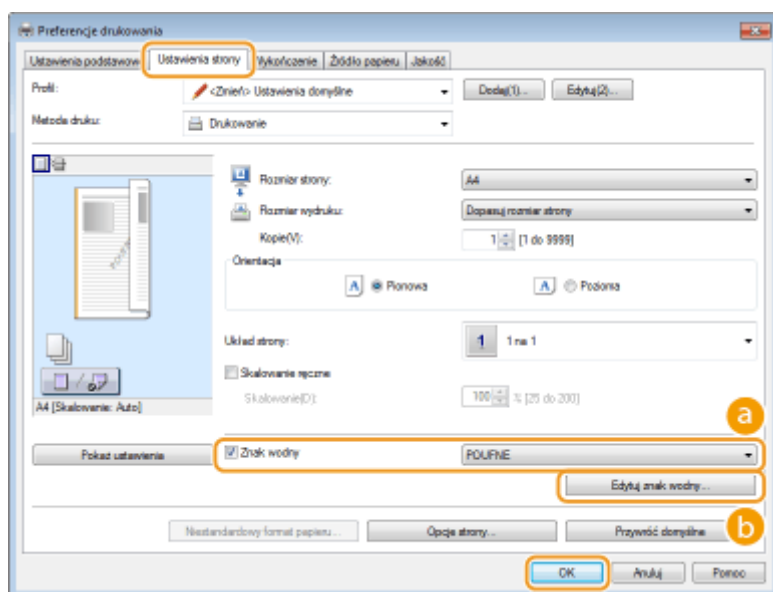 Preferencje drukowania
Ustawienia podstawow Ustawienia strony Wykończenie Źródło papieru Jakość
Profil: <Zmień> Ustawienia domyślne Dodaj(1)... Edytuj(2)...
Metoda druku: Drukowanie
Rozmiar strony: A4
Rozmiar wydruku: Dopasuj rozmiar strony
Kopie(V): 1 [1 do 9999]
Orientacja
A Pionowa A Pozioma
Układ strony: 1 1 na 1
Skalowanie ręczne
A4 [Skalowanie: Auto] Skalowanie(D): 100 % [25 do 200]
a
Pokaż ustawienia Znak wodny POUFNE
Edytuj znak wodny...
b
Niestandardowy format papieru... Opcje strony... Przywróć domyślne
OK Anuluj Pomoc